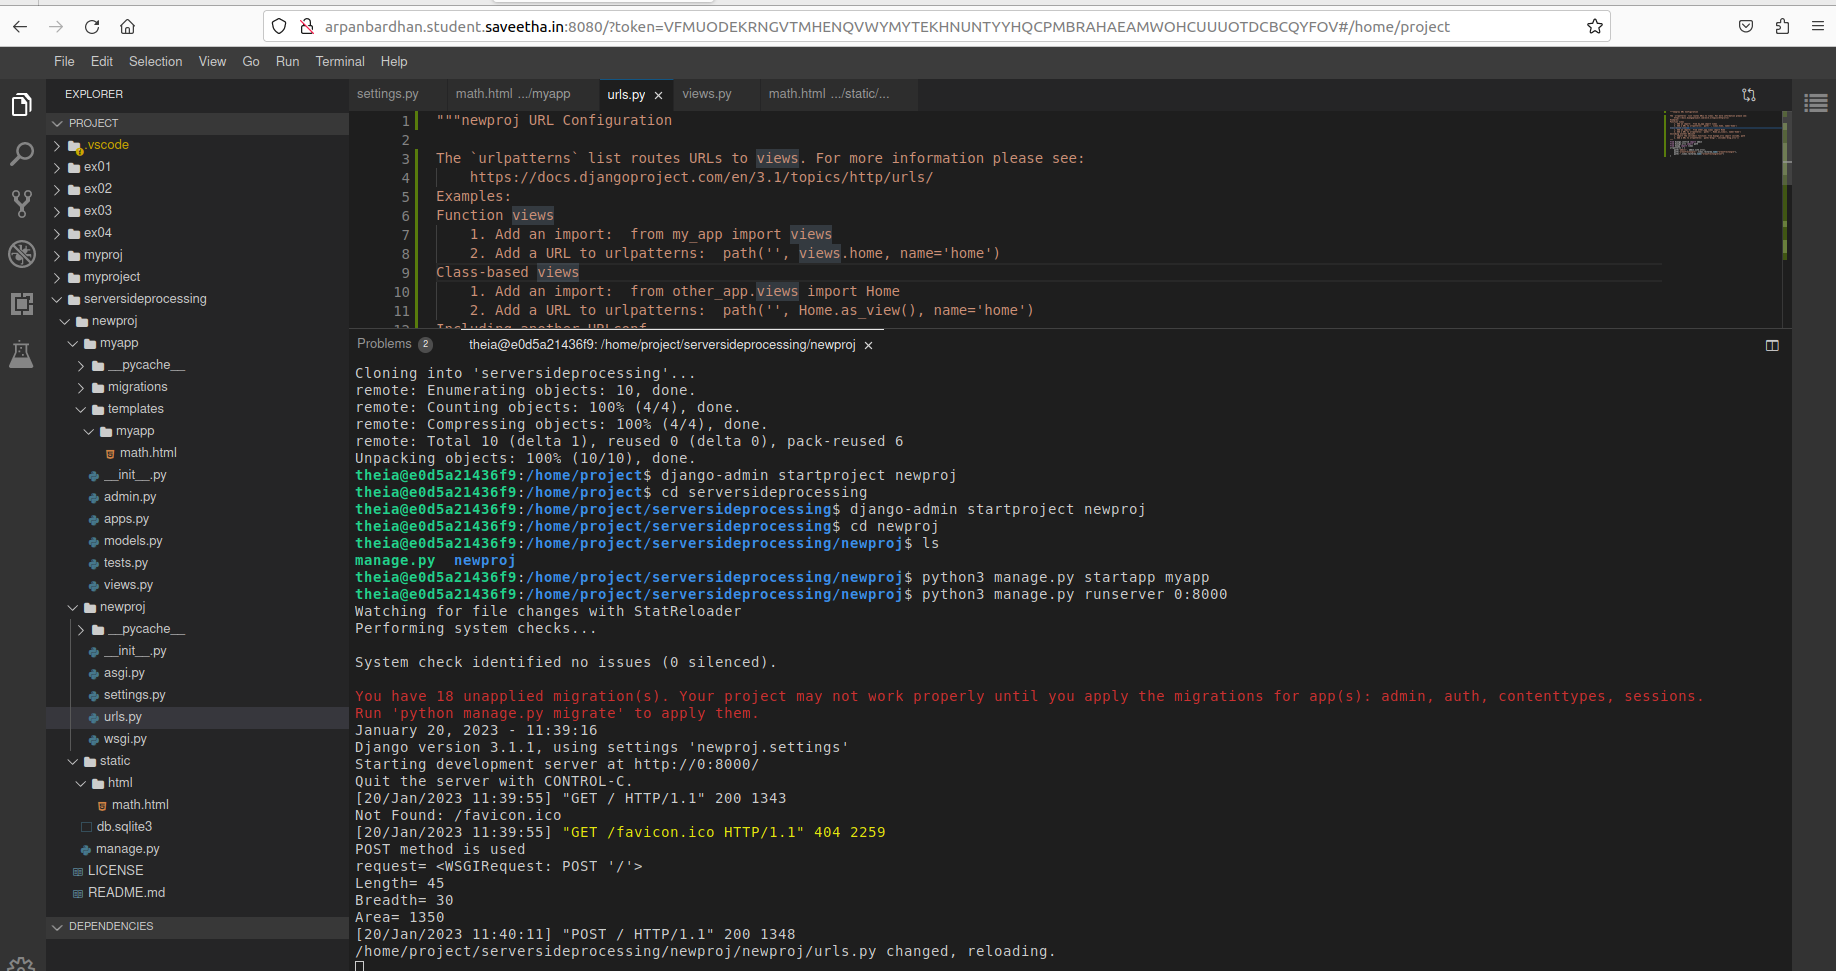 arpanbardhan.student.saveetha.in:8080/?token=VFMUODEKRNGVTMHENQVWYMYTEKHNUNTYYHQCPMBRAHAEAMWOHCUUUOTDCBCQYFOV#/home/project
File Edit Selection View Go Run Terminal Help
EXPLORER
PROJECT
.vscode
ex01
ex02
ex03
ex04
myproj
myproject
serversideprocessing
newproj
myapp
__pycache__
migrations
templates
myapp
math.html
__init__.py
admin.py
apps.py
models.py
tests.py
views.py
newproj
__pycache__
__init__.py
asgi.py
settings.py
urls.py
wsgi.py
static
html
math.html
db.sqlite3
manage.py
LICENSE
README.md
DEPENDENCIES
settings.py math.html .../myapp urls.py views.py math.html .../static/...
1 """newproj URL Configuration
2
3 The `urlpatterns` list routes URLs to views. For more information please see:
4 https://docs.djangoproject.com/en/3.1/topics/http/urls/
5 Examples:
6 Function views
7 1. Add an import:  from my_app import views
8 2. Add a URL to urlpatterns:  path('', views.home, name='home')
9 Class-based views
10 1. Add an import:  from other_app.views import Home
11 2. Add a URL to urlpatterns:  path('', Home.as_view(), name='home')
12 Including another URLconf
Problems 2 theia@e0d5a21436f9: /home/project/serversideprocessing/newproj
Cloning into 'serversideprocessing'...
remote: Enumerating objects: 10, done.
remote: Counting objects: 100% (4/4), done.
remote: Compressing objects: 100% (4/4), done.
remote: Total 10 (delta 1), reused 0 (delta 0), pack-reused 6
Unpacking objects: 100% (10/10), done.
theia@e0d5a21436f9:/home/project$ django-admin startproject newproj
theia@e0d5a21436f9:/home/project$ cd serversideprocessing
theia@e0d5a21436f9:/home/project/serversideprocessing$ django-admin startproject newproj
theia@e0d5a21436f9:/home/project/serversideprocessing$ cd newproj
theia@e0d5a21436f9:/home/project/serversideprocessing/newproj$ ls
manage.py  newproj
theia@e0d5a21436f9:/home/project/serversideprocessing/newproj$ python3 manage.py startapp myapp
theia@e0d5a21436f9:/home/project/serversideprocessing/newproj$ python3 manage.py runserver 0:8000
Watching for file changes with StatReloader
Performing system checks...
System check identified no issues (0 silenced).
You have 18 unapplied migration(s). Your project may not work properly until you apply the migrations for app(s): admin, auth, contenttypes, sessions.
Run 'python manage.py migrate' to apply them.
January 20, 2023 - 11:39:16
Django version 3.1.1, using settings 'newproj.settings'
Starting development server at http://0:8000/
Quit the server with CONTROL-C.
[20/Jan/2023 11:39:55] "GET / HTTP/1.1" 200 1343
Not Found: /favicon.ico
[20/Jan/2023 11:39:55] "GET /favicon.ico HTTP/1.1" 404 2259
POST method is used
request= <WSGIRequest: POST '/'>
Length= 45
Breadth= 30
Area= 1350
[20/Jan/2023 11:40:11] "POST / HTTP/1.1" 200 1348
/home/project/serversideprocessing/newproj/newproj/urls.py changed, reloading.